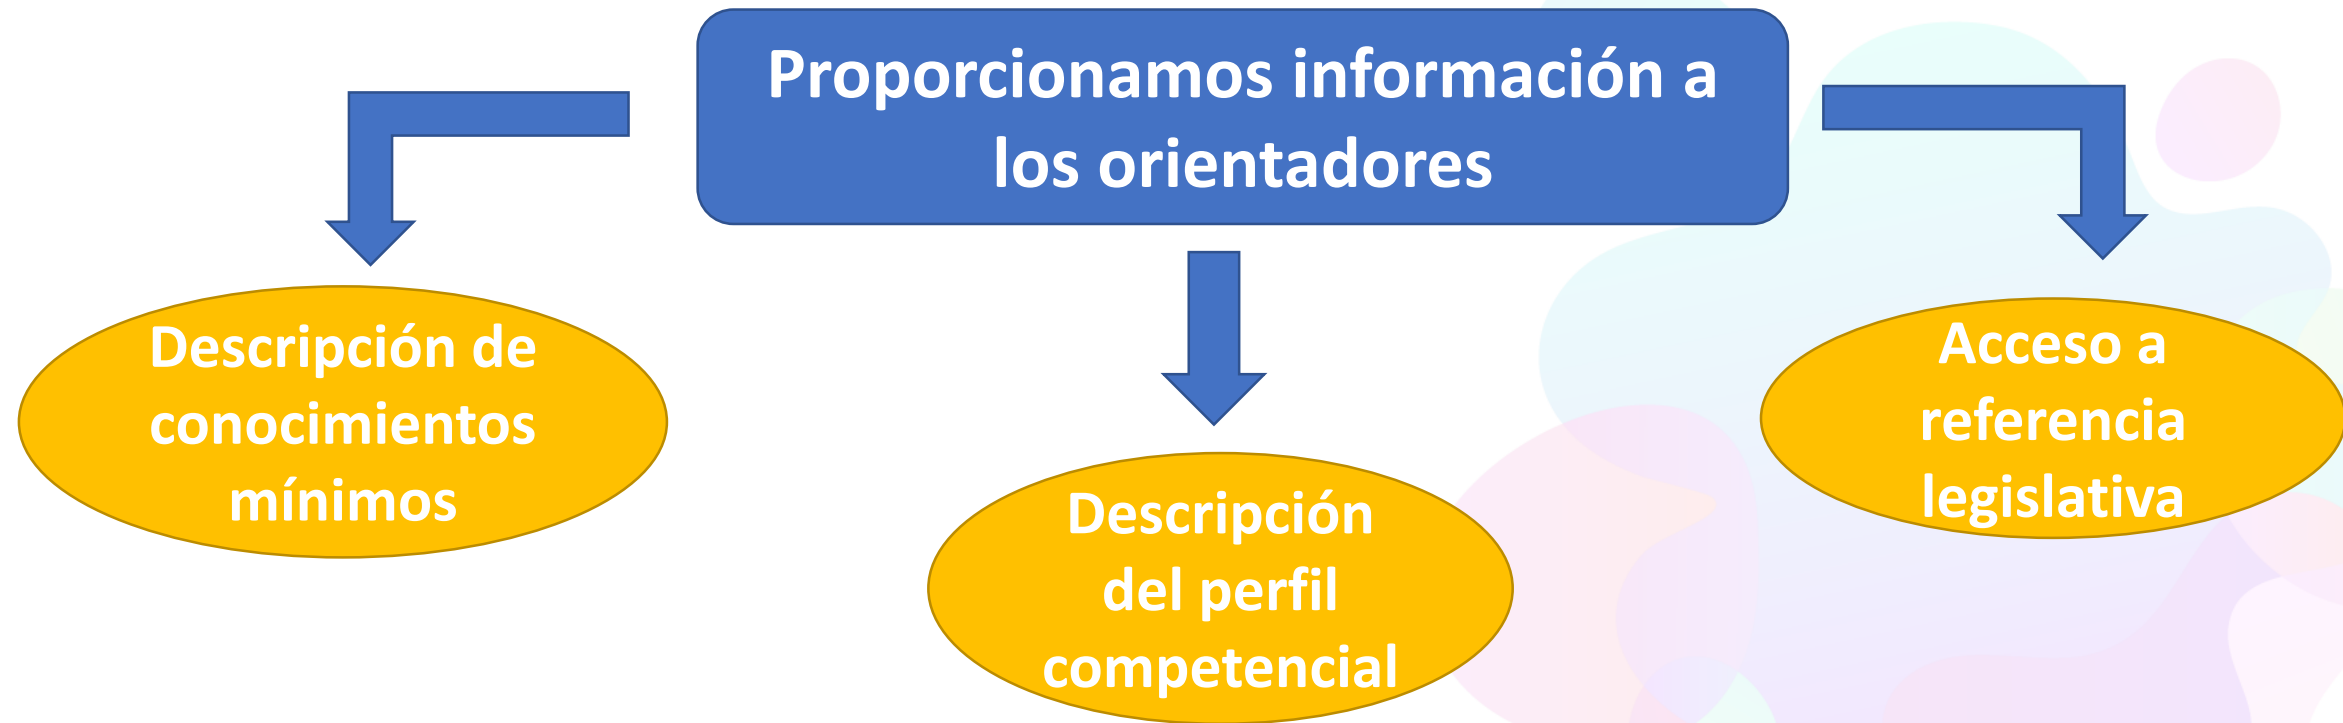 Proporcionamos información a
los orientadores
Descripción de
conocimientos
mínimos
Descripción
del perfil
competencial
Acceso a
referencia
legislativa